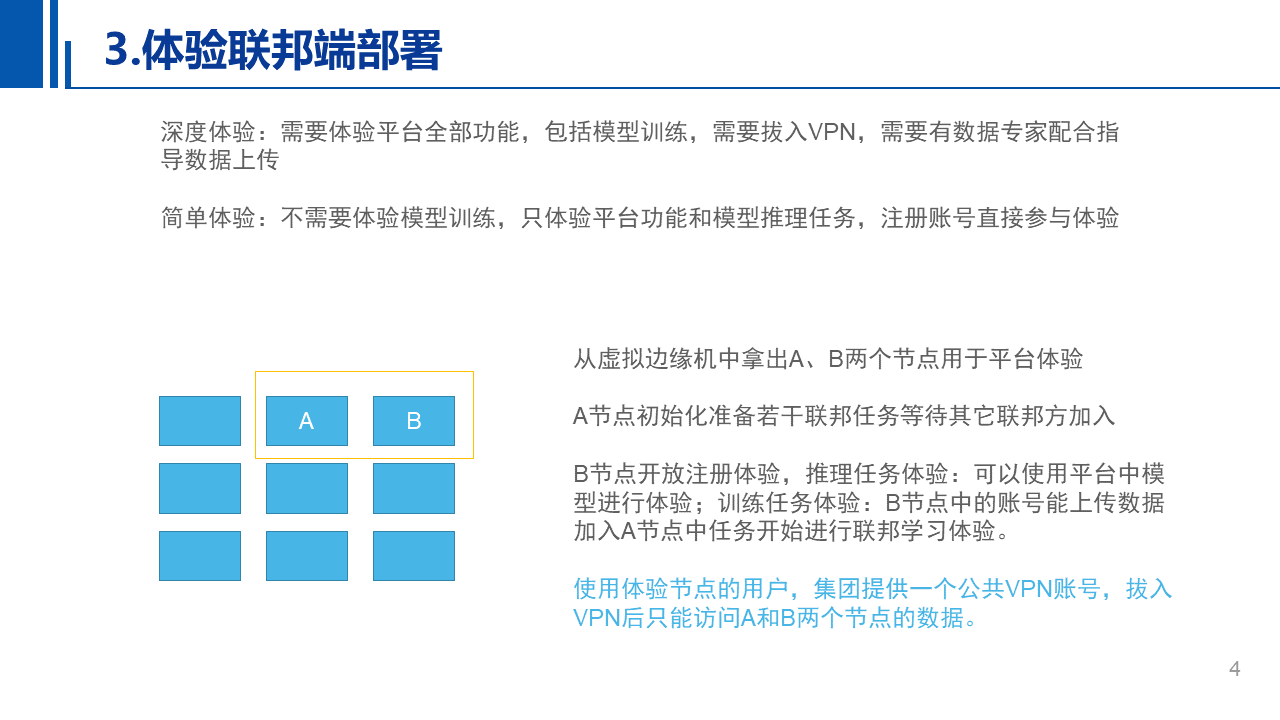 3.体验联邦端部署
深度体验：需要体验平台全部功能，包括模型训练，需要拔入VPN，需要有数据专家配合指
导数据上传
简单体验：不需要体验模型训练，只体验平台功能和模型推理任务，注册账号直接参与体验
A
B
从虚拟边缘机中拿出A、B两个节点用于平台体验
A节点初始化准备若干联邦任务等待其它联邦方加入
B节点开放注册体验，推理任务体验：可以使用平台中模
型进行体验；训练任务体验：B节点中的账号能上传数据
加入A节点中任务开始进行联邦学习体验。
使用体验节点的用户，集团提供一个公共VPN账号，拔入
VPN后只能访问A和B两个节点的数据。
4